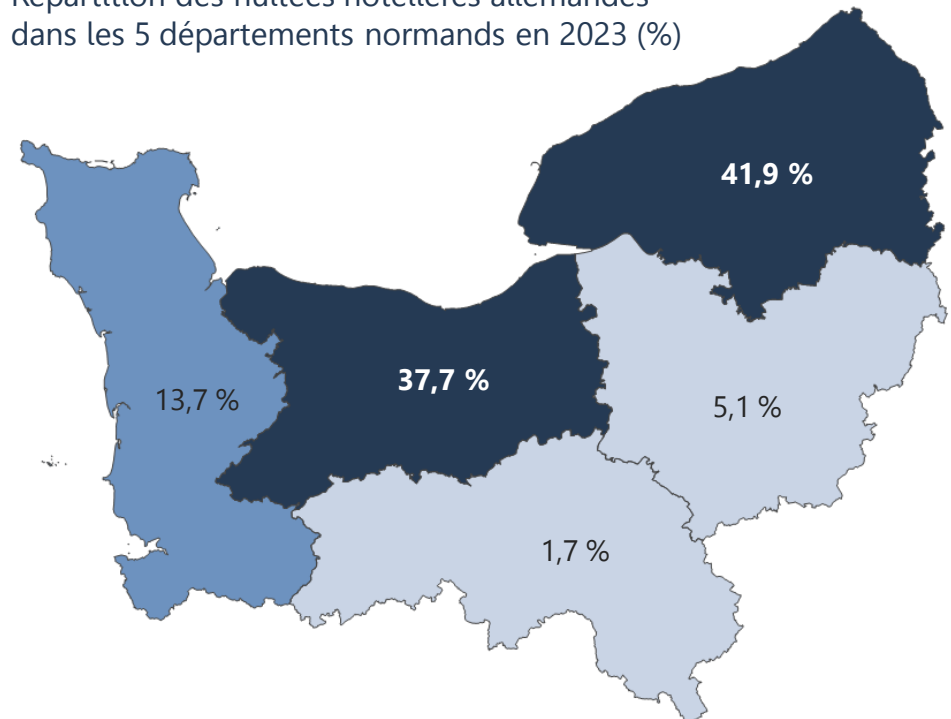 Répartition des nuitées hôtelières allemandes
dans les 5 départements normands en 2023 (%)
41,9 %
37,7 %
13,7 %
5,1 %
1,7 %